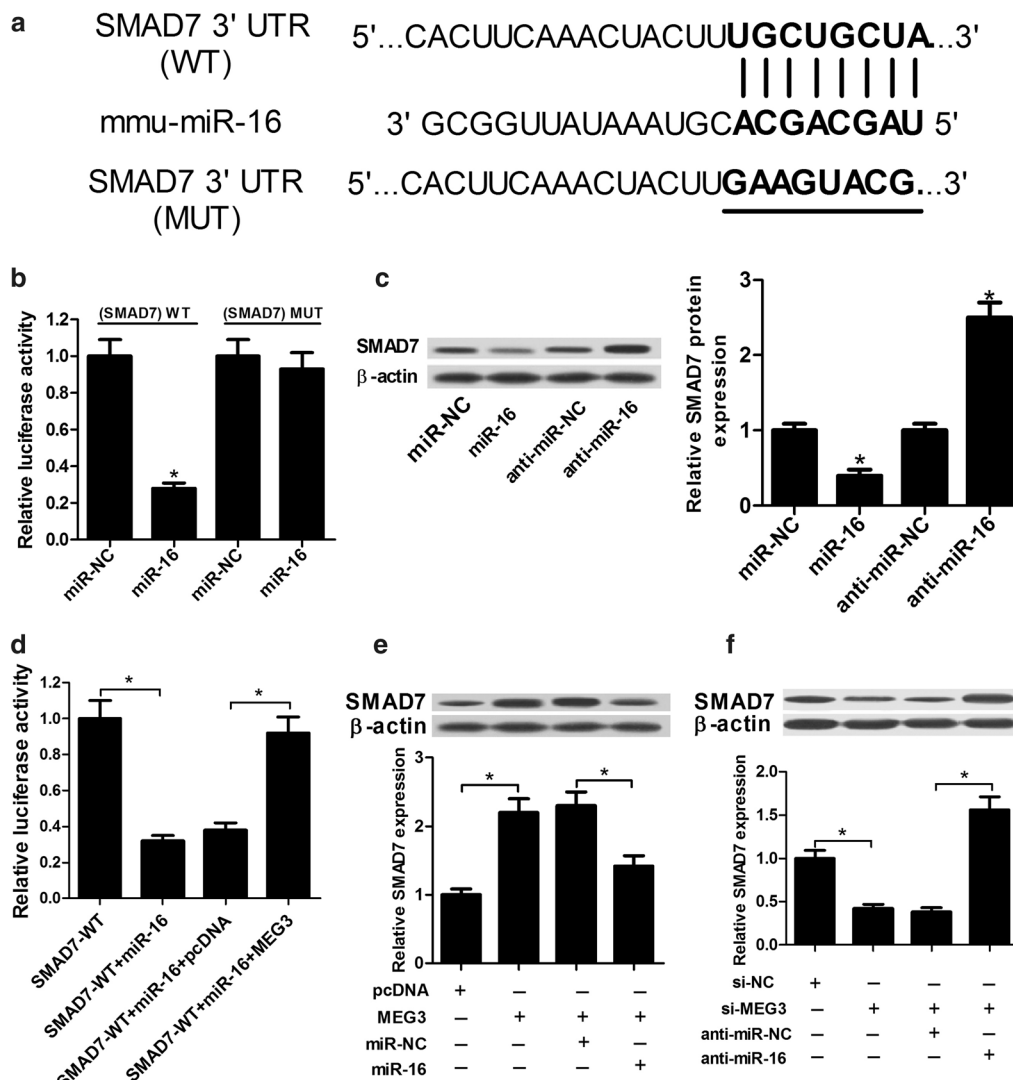 a
SMAD7 3' UTR
(WT)
5'...CACUUCAAACUACUUUGCUGCUA...3'
mmu-miR-16
3' GCGGUUAUAAAUGCACGACGAU 5'
SMAD7 3' UTR
(MUT)
5'...CACUUCAAACUACUUGAAGUACG...3'
b
(SMAD7) WT
(SMAD7) MUT
Relative luciferase activity
1.2
1.0
0.8
0.6
0.4
0.2
0.0
*
miR-NC
miR-16
miR-NC
miR-16
c
SMAD7
β-actin
miR-NC
miR-16
anti-miR-NC
anti-miR-16
Relative SMAD7 protein
expression
3
2
1
0
*
*
miR-NC
miR-16
anti-miR-NC
anti-miR-16
d
Relative luciferase activity
1.2
1.0
0.8
0.6
0.4
0.2
0.0
*
*
SMAD7-WT
SMAD7-WT+miR-16
SMAD7-WT+miR-16+pcDNA
SMAD7-WT+miR-16+MEG3
e
SMAD7
β-actin
Relative SMAD7 expression
3
2
1
0
*
*
pcDNA + − − −
MEG3 − + + +
miR-NC − − + −
miR-16 − − − +
f
SMAD7
β-actin
Relative SMAD7 expression
2.0
1.5
1.0
0.5
0.0
*
*
si-NC + − − −
si-MEG3 − + + +
anti-miR-NC − − + −
anti-miR-16 − − − +